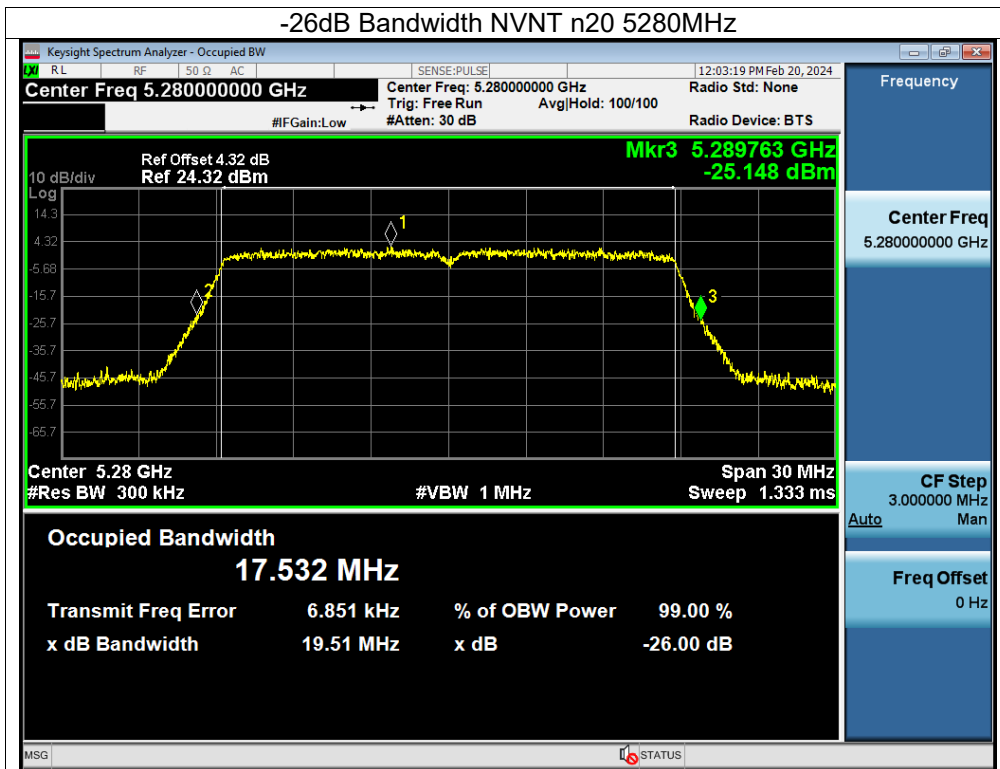 -26dB Bandwidth NVNT n20 5280MHz
Keysight Spectrum Analyzer - Occupied BW
LXI RL RF 50 Ω AC SENSE:PULSE 12:03:19 PM Feb 20, 2024
Center Freq 5.280000000 GHz
Center Freq: 5.280000000 GHz
Radio Std: None
Trig: Free Run Avg|Hold: 100/100
#IFGain:Low
#Atten: 30 dB
Radio Device: BTS
Frequency
Ref Offset 4.32 dB
Mkr3 5.289763 GHz
10 dB/div Ref 24.32 dBm
-25.148 dBm
Log
14.3
4.32
-5.68
-15.7
-25.7
-35.7
-45.7
-55.7
-65.7
1
2
3
Center 5.28 GHz
Span 30 MHz
#Res BW 300 kHz
#VBW 1 MHz
Sweep 1.333 ms
Center Freq
5.280000000 GHz
CF Step
3.000000 MHz
Auto Man
Freq Offset
0 Hz
Occupied Bandwidth
17.532 MHz
Transmit Freq Error 6.851 kHz % of OBW Power 99.00 %
x dB Bandwidth 19.51 MHz x dB -26.00 dB
MSG STATUS